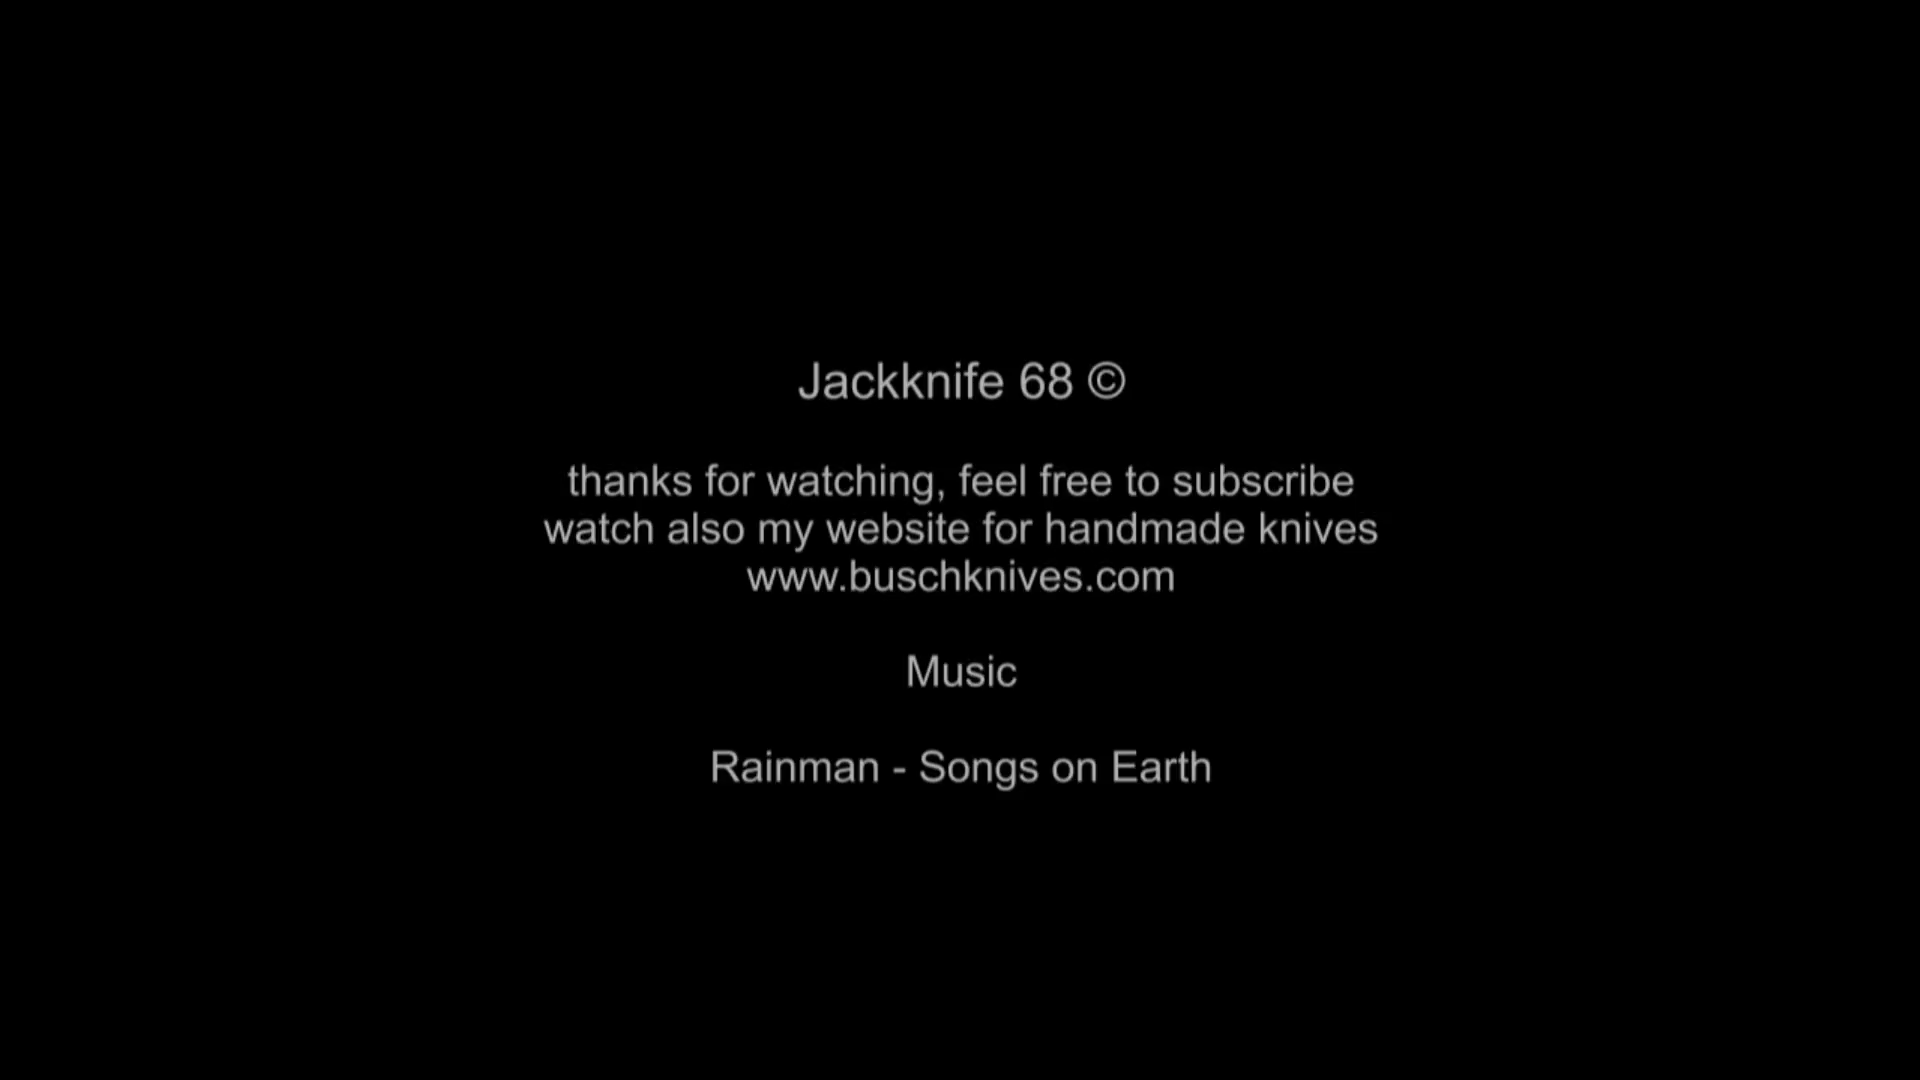 Jackknife 68 ©
thanks for watching, feel free to subscribe
watch also my website for handmade knives
www.buschknives.com
Music
Rainman - Songs on Earth